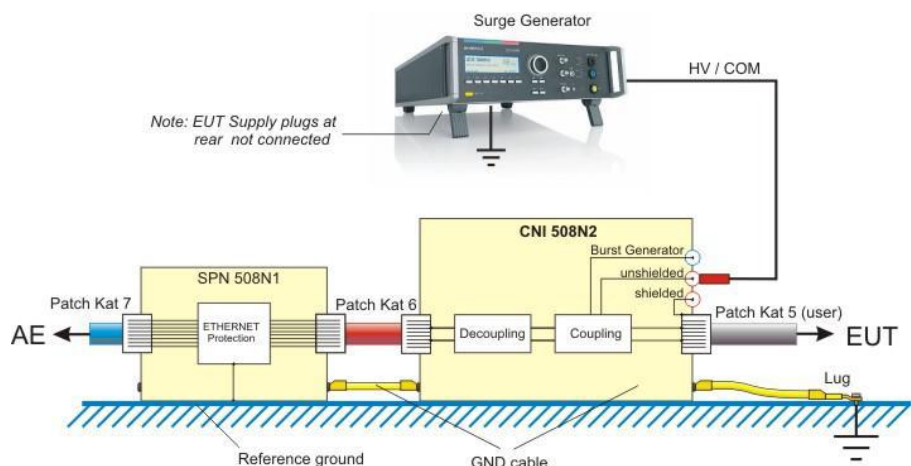 Surge Generator
HV / COM
Note: EUT Supply plugs at
rear not connected
CNI 508N2
Burst Generator
SPN 508N1
unshielded
shielded
Patch Kat 7
Patch Kat 6
Patch Kat 5 (user)
AE
ETHERNET
Protection
Decoupling
Coupling
EUT
Lug
Reference ground
GND cable